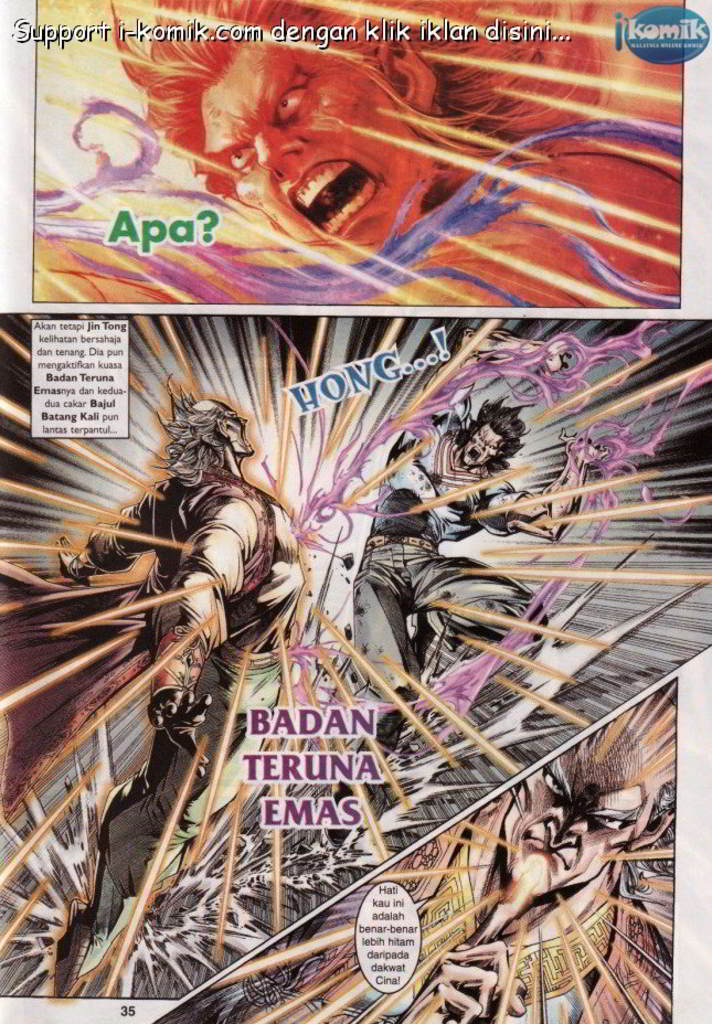 Support i-komik.com dengan klik iklan disini...
ikomik
MALAYSIA ONLINE KOMIK
Apa?
Akan tetapi Jin Tong
kelihatan bersahaja
dan tenang. Dia pun
mengaktifkan kuasa
Badan Teruna
Emasnya dan kedua-
dua cakar Bajul
Batang Kali pun
lantas terpantul...
HONG...!
BADAN
TERUNA
EMAS
Hati
kau ini
adalah
benar-benar
lebih hitam
daripada
dakwat
Cina!
35